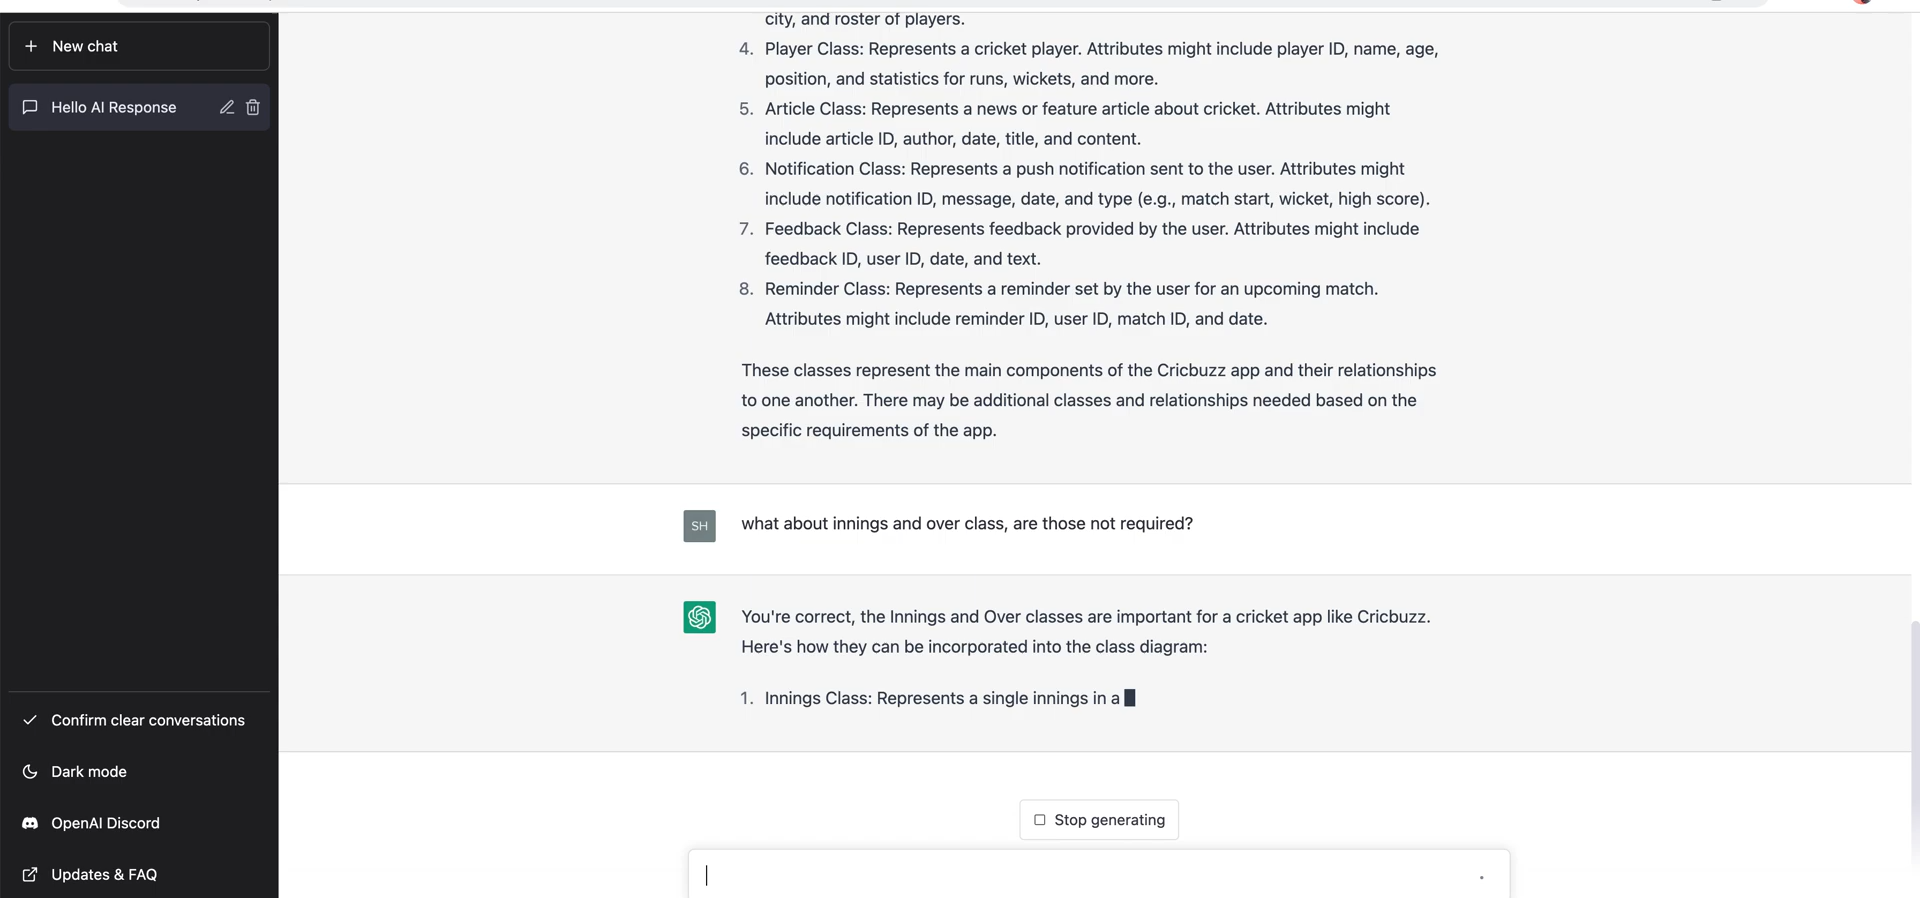 New chat
Hello AI Response
city, and roster of players.
4. Player Class: Represents a cricket player. Attributes might include player ID, name, age,
position, and statistics for runs, wickets, and more.
5. Article Class: Represents a news or feature article about cricket. Attributes might
include article ID, author, date, title, and content.
6. Notification Class: Represents a push notification sent to the user. Attributes might
include notification ID, message, date, and type (e.g., match start, wicket, high score).
7. Feedback Class: Represents feedback provided by the user. Attributes might include
feedback ID, user ID, date, and text.
8. Reminder Class: Represents a reminder set by the user for an upcoming match.
Attributes might include reminder ID, user ID, match ID, and date.
These classes represent the main components of the Cricbuzz app and their relationships
to one another. There may be additional classes and relationships needed based on the
specific requirements of the app.
SH
what about innings and over class, are those not required?
You're correct, the Innings and Over classes are important for a cricket app like Cricbuzz.
Here's how they can be incorporated into the class diagram:
1. Innings Class: Represents a single innings in a
Stop generating
Confirm clear conversations
Dark mode
OpenAI Discord
Updates & FAQ